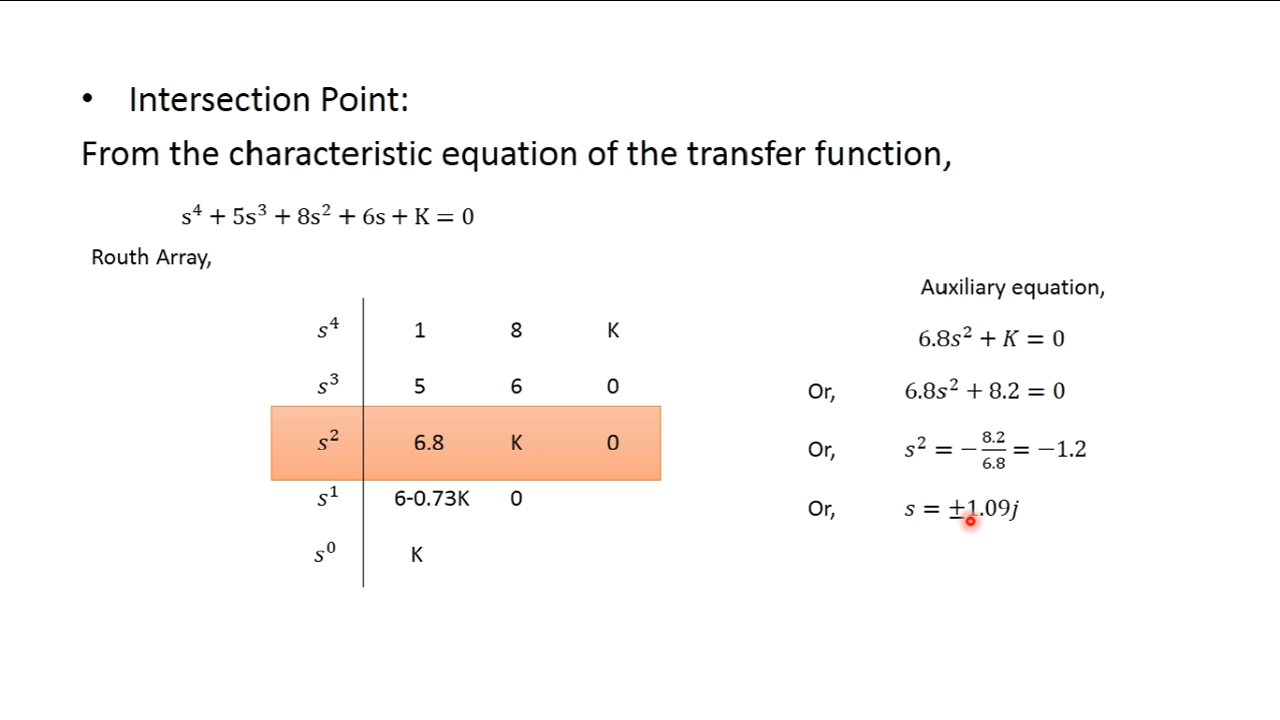 • Intersection Point:
From the characteristic equation of the transfer function,
s⁴ + 5s³ + 8s² + 6s + K = 0
Routh Array,
s⁴ 1 8 K
s³ 5 6 0
s² 6.8 K 0
s¹ 6-0.73K 0
s⁰ K
Auxiliary equation,
6.8s² + K = 0
Or, 6.8s² + 8.2 = 0
Or, s² = −8.2/6.8 = −1.2
Or, s = ±1.09j